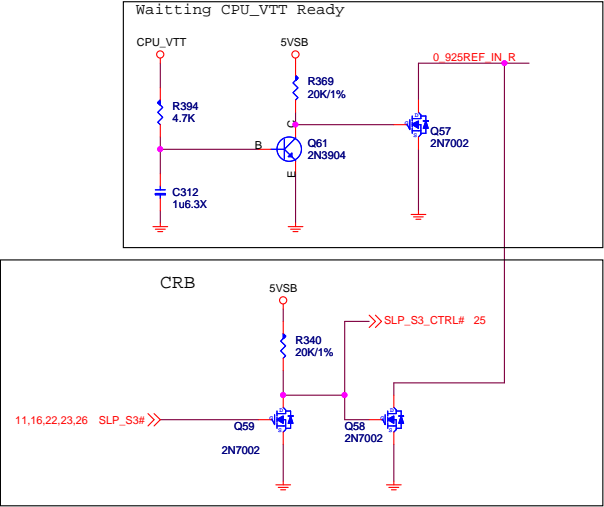 Waitting CPU_VTT Ready
CPU_VTT
5VSB
0_925REF_IN_R
R394
4.7K
R369
20K/1%
C
B
E
Q61
2N3904
Q57
2N7002
C312
1u6.3X
CRB
5VSB
SLP_S3_CTRL# 25
R340
20K/1%
11,16,22,23,26 SLP_S3#
Q59
2N7002
Q58
2N7002